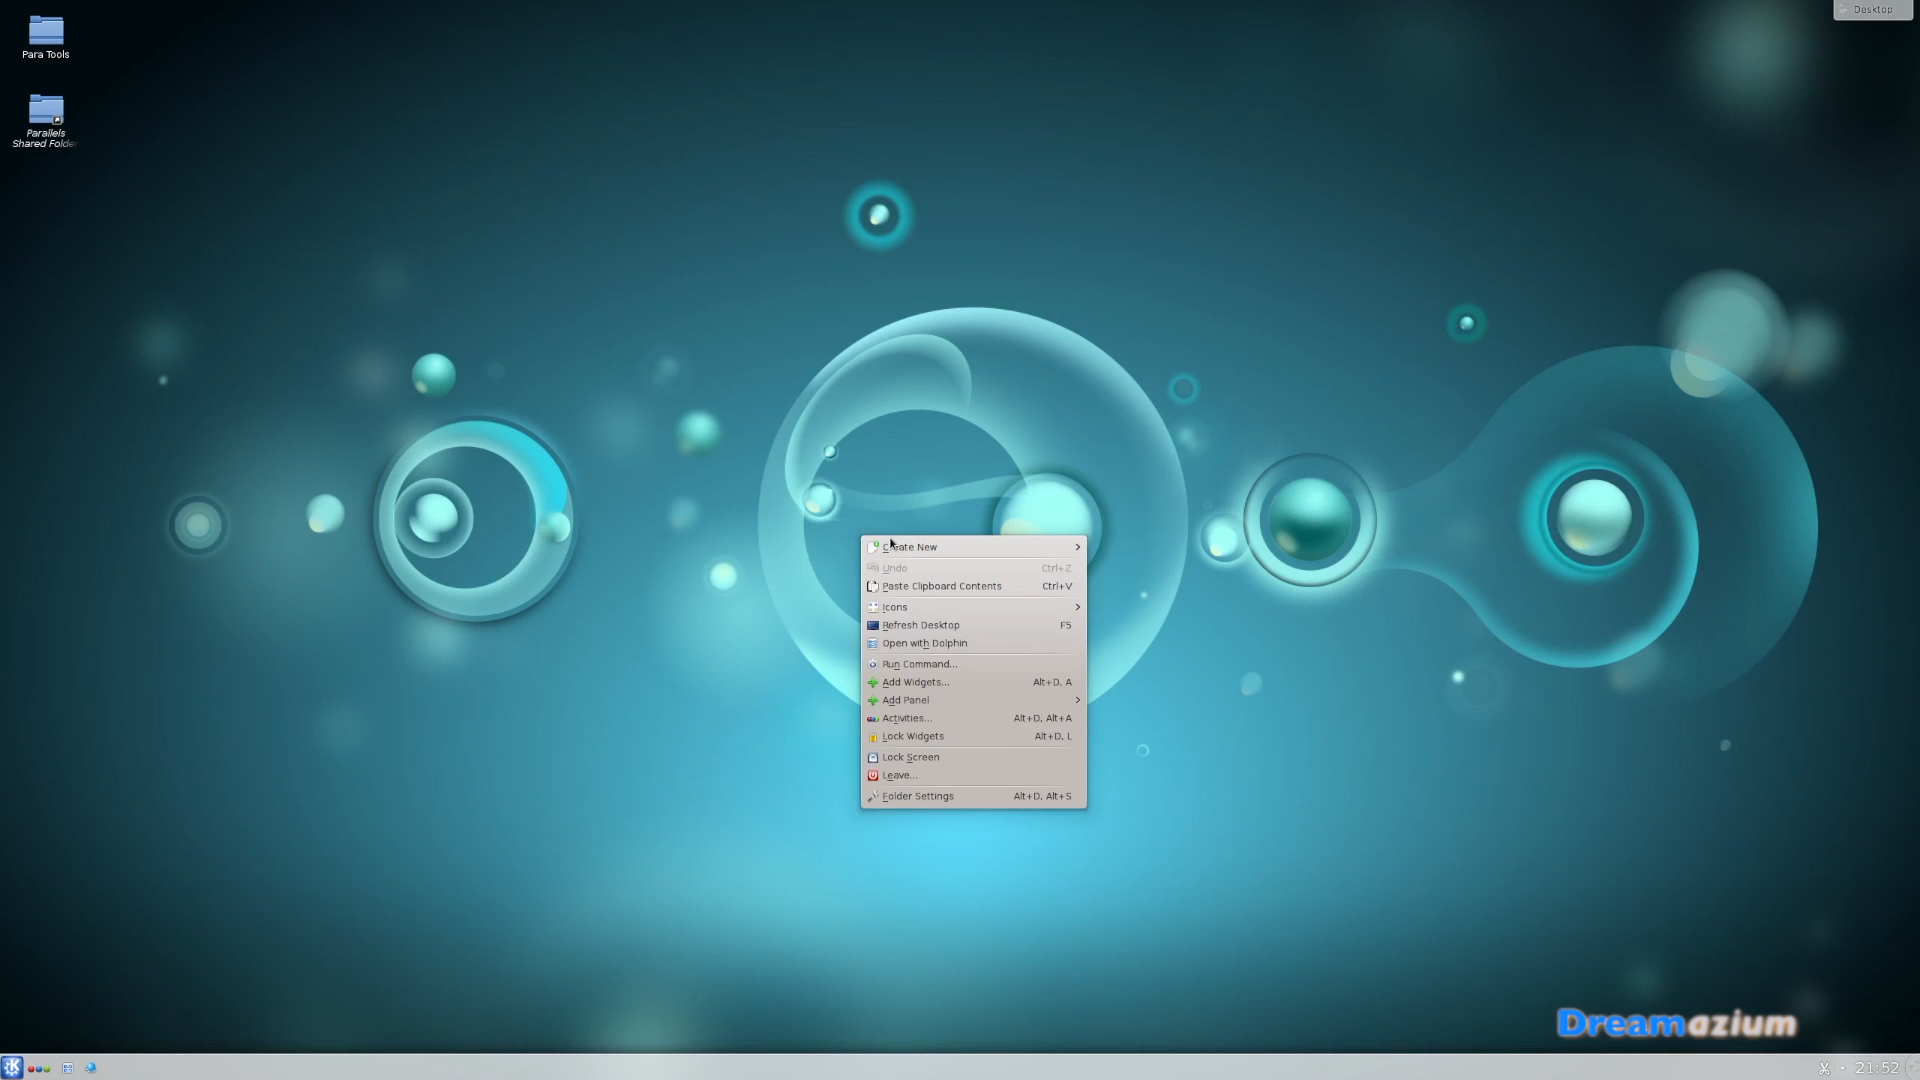 Desktop
Para Tools
Parallels
Shared Folde
Create New
Undo Ctrl+Z
Paste Clipboard Contents Ctrl+V
Icons
Refresh Desktop F5
Open with Dolphin
Run Command...
Add Widgets... Alt+D, A
Add Panel
Activities... Alt+D, Alt+A
Lock Widgets Alt+D, L
Lock Screen
Leave...
Folder Settings Alt+D, Alt+S
Dreamazium
21:52